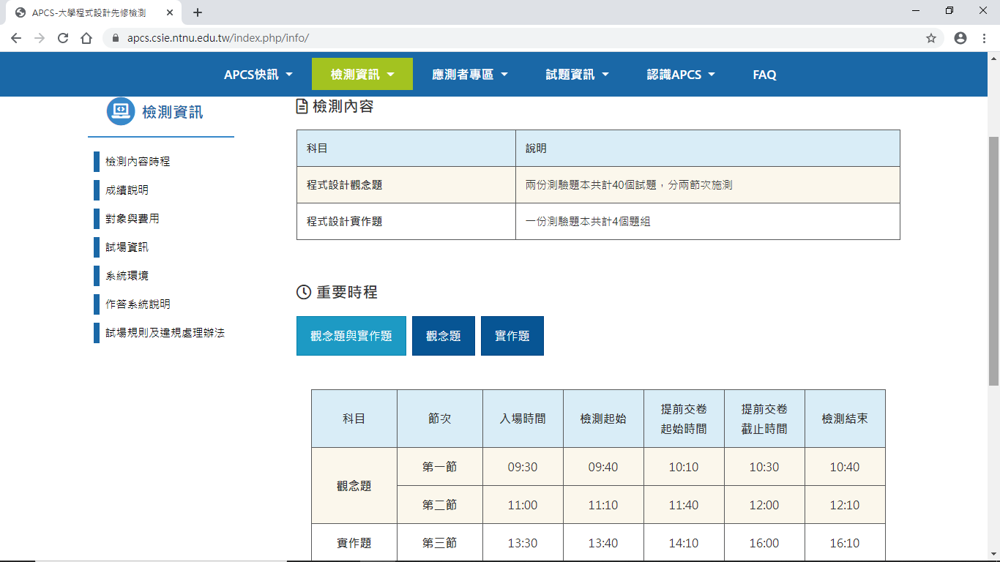 APCS-大學程式設計先修檢測
apcs.csie.ntnu.edu.tw/index.php/info/
APCS快訊 檢測資訊 應測者專區 試題資訊 認識APCS FAQ
檢測資訊
檢測內容時程
成績說明
對象與費用
試場資訊
系統環境
作答系統說明
試場規則及違規處理辦法
檢測內容
科目 說明
程式設計觀念題 兩份測驗題本共計40個試題，分兩節次施測
程式設計實作題 一份測驗題本共計4個題組
重要時程
觀念題與實作題 觀念題 實作題
科目 節次 入場時間 檢測起始 提前交卷 起始時間 提前交卷 截止時間 檢測結束
觀念題 第一節 09:30 09:40 10:10 10:30 10:40
第二節 11:00 11:10 11:40 12:00 12:10
實作題 第三節 13:30 13:40 14:10 16:00 16:10